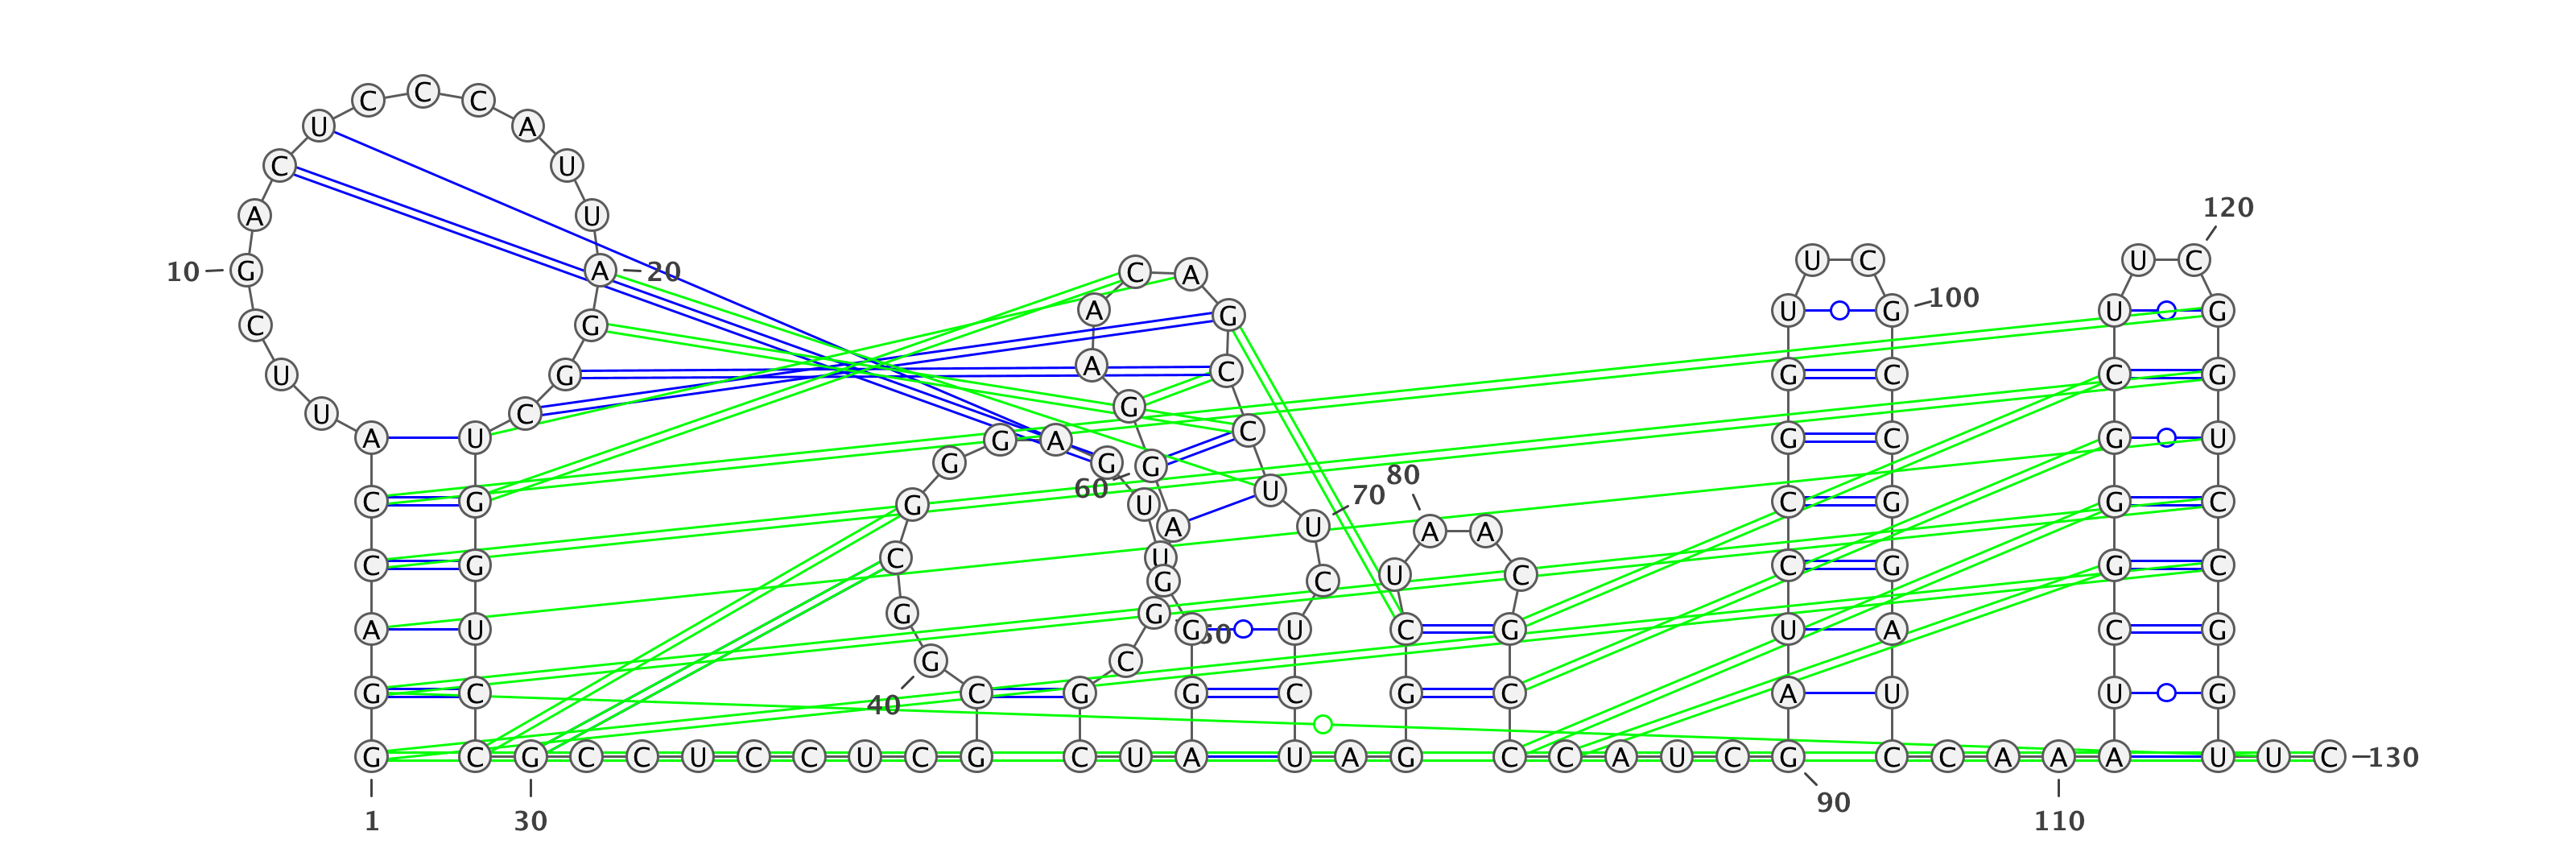 C C C
U A
C U
A U 120
10 G A 20 C A U C U C
C G A G U G 100 U G
U G A C G C C G
U C G
A U G A C G C U U
G G G
60 80
C G G U U 70 C G G C
A U A A
C G C U C G G C
U G C U C
G G
A U G 50 U C G U A C G
G C
G C C G G C G C A U U G
40
G C G C C U C C U C G C U A U A G C C A U C G C C A A A U U C 130
90
1 30 110